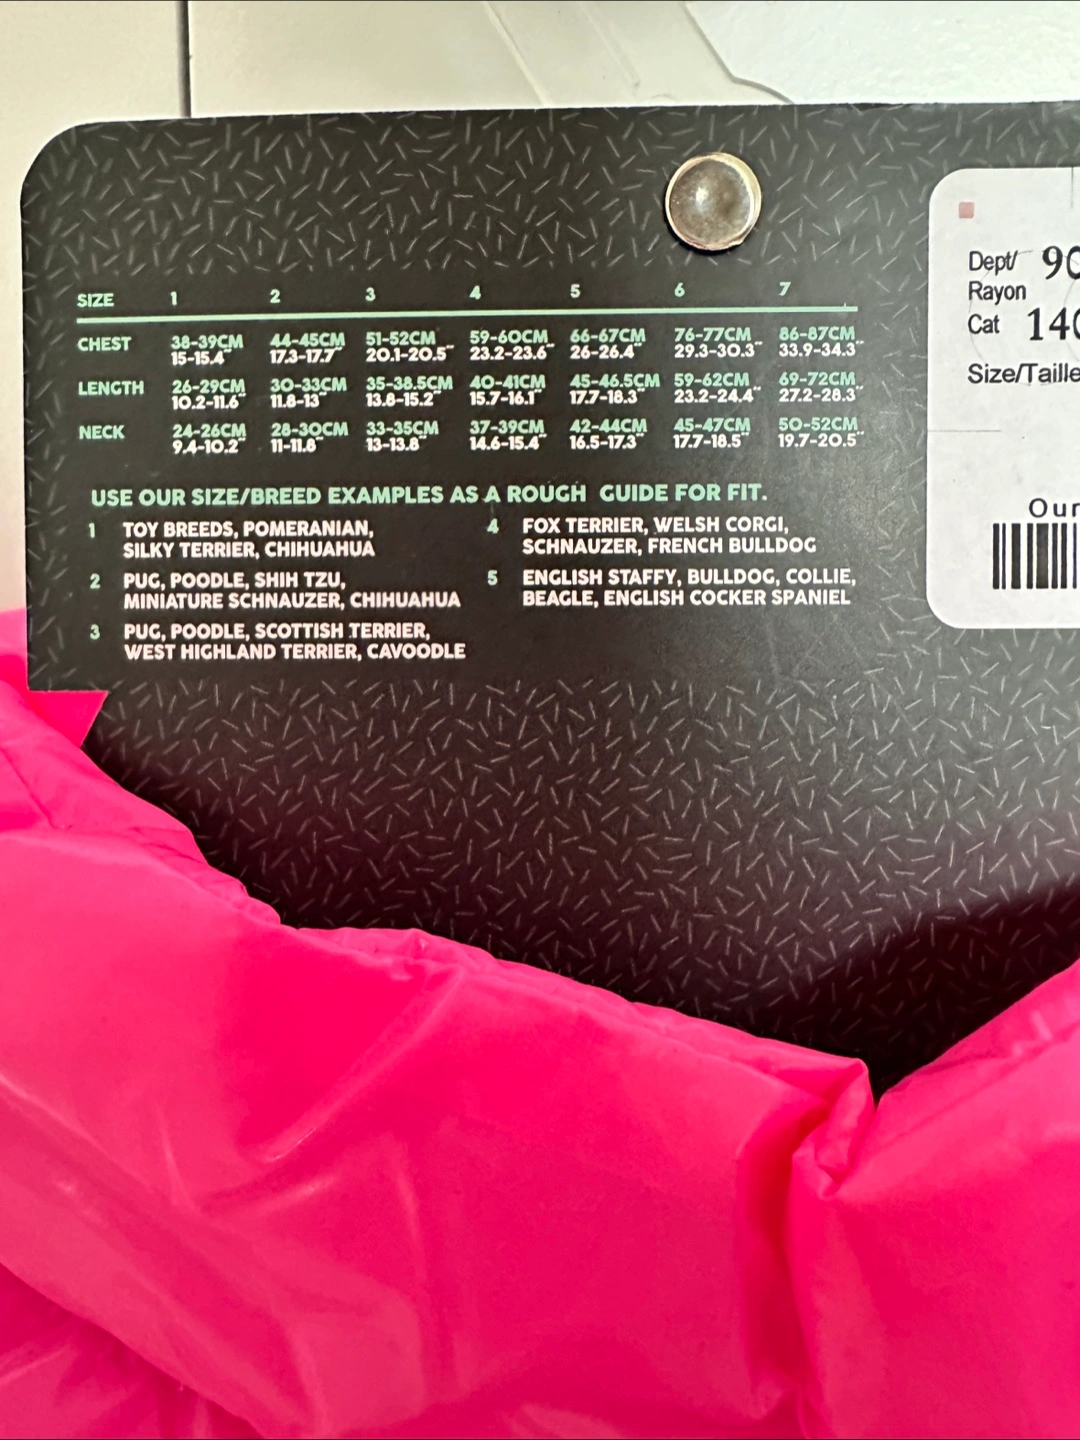 SIZE 1 2 3 4 5 6 7
CHEST 38-39CM 44-45CM 51-52CM 59-60CM 66-67CM 76-77CM 86-87CM
15-15.4" 17.3-17.7" 20.1-20.5" 23.2-23.6" 26-26.4" 29.3-30.3" 33.9-34.3"
LENGTH 26-29CM 30-33CM 35-38.5CM 40-41CM 45-46.5CM 59-62CM 69-72CM
10.2-11.6" 11.8-13" 13.8-15.2" 15.7-16.1" 17.7-18.3" 23.2-24.4" 27.2-28.3"
NECK 24-26CM 28-30CM 33-35CM 37-39CM 42-44CM 45-47CM 50-52CM
9.4-10.2" 11-11.8" 13-13.8" 14.6-15.4" 16.5-17.3" 17.7-18.5" 19.7-20.5"
USE OUR SIZE/BREED EXAMPLES AS A ROUGH GUIDE FOR FIT.
1 TOY BREEDS, POMERANIAN,
SILKY TERRIER, CHIHUAHUA
2 PUG, POODLE, SHIH TZU,
MINIATURE SCHNAUZER, CHIHUAHUA
3 PUG, POODLE, SCOTTISH TERRIER,
WEST HIGHLAND TERRIER, CAVOODLE
4 FOX TERRIER, WELSH CORGI,
SCHNAUZER, FRENCH BULLDOG
5 ENGLISH STAFFY, BULLDOG, COLLIE,
BEAGLE, ENGLISH COCKER SPANIEL
Dept/ 90
Rayon
Cat 140
Size/Taille
Our